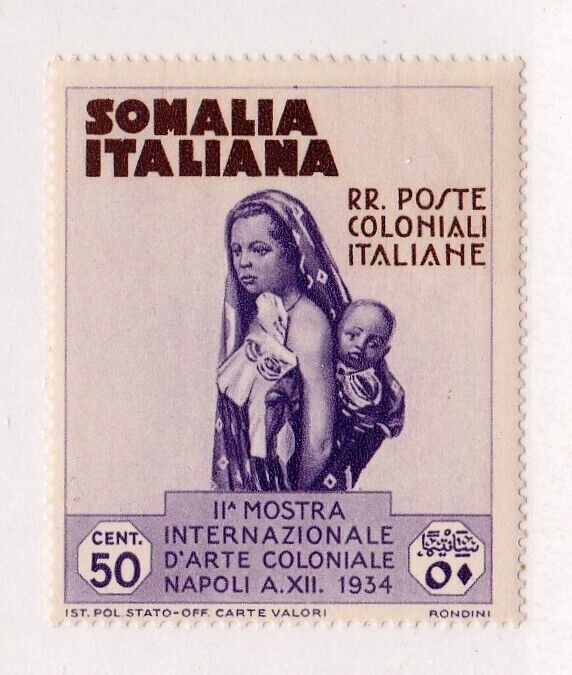 SOMALIA
ITALIANA
RR. POSTE
COLONIALI
ITALIANE
IIᴬ MOSTRA
INTERNAZIONALE
D'ARTE COLONIALE
NAPOLI A.XII. 1934
CENT.
50
٥٠
IST. POL. STATO-OFF. CARTE VALORI
RONDINI